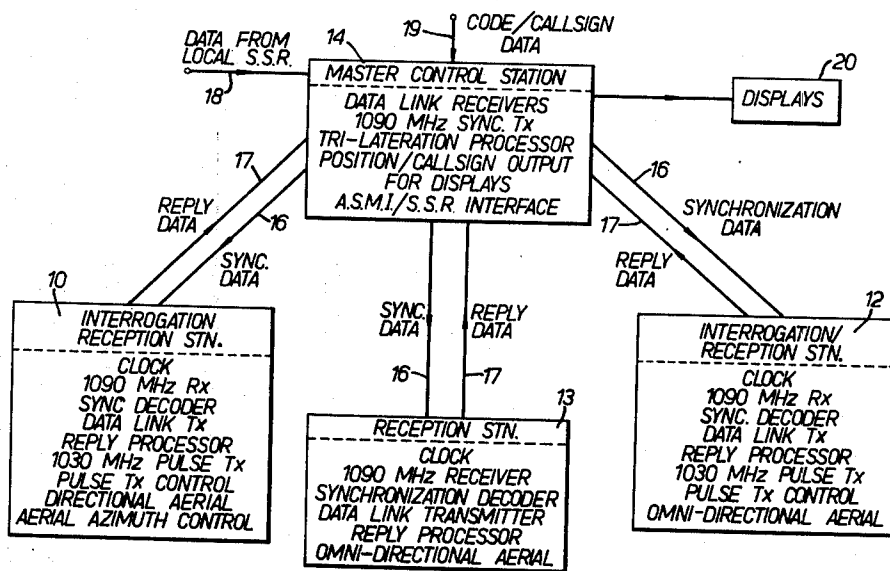 DATA FROM
LOCAL S.S.R.
18
19
CODE/CALLSIGN
DATA
14
MASTER CONTROL STATION
DATA LINK RECEIVERS
1090 MHz SYNC. Tx
TRI-LATERATION PROCESSOR
POSITION/CALLSIGN OUTPUT
FOR DISPLAYS
A.S.M.I./S.S.R. INTERFACE
20
DISPLAYS
17
REPLY
DATA
16
SYNC.
DATA
16
SYNCHRONIZATION
DATA
17
REPLY
DATA
SYNC.
DATA
REPLY
DATA
16
17
10
INTERROGATION
RECEPTION STN.
CLOCK
1090 MHz Rx
SYNC DECODER
DATA LINK Tx
REPLY PROCESSOR
1030 MHz PULSE Tx
PULSE Tx CONTROL
DIRECTIONAL AERIAL
AERIAL AZIMUTH CONTROL
13
RECEPTION STN.
CLOCK
1090 MHz RECEIVER
SYNCHRONIZATION DECODER
DATA LINK TRANSMITTER
REPLY PROCESSOR
OMNI-DIRECTIONAL AERIAL
12
INTERROGATION/
RECEPTION STN.
CLOCK
1090 MHz Rx
SYNC. DECODER
DATA LINK Tx
REPLY PROCESSOR
1030 MHz PULSE Tx
PULSE Tx CONTROL
OMNI-DIRECTIONAL AERIAL